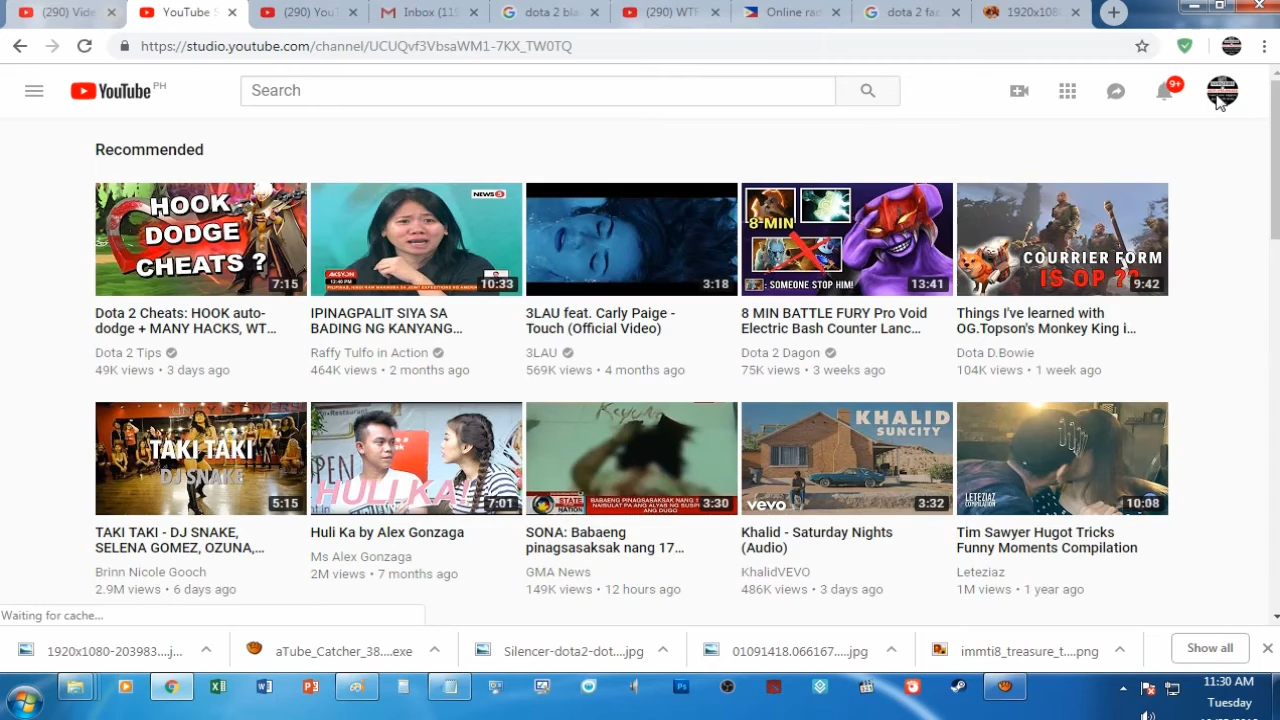 (290) Vide
YouTube S
(290) You
Inbox (119
dota 2 bla
(290) WTF
Online ra
dota 2 fac
1920x108
https://studio.youtube.com/channel/UCUQvf3VbsaWM1-7KX_TW0TQ
YouTube PH
Search
9+
Recommended
HOOK
DODGE
CHEATS ?
7:15
NEWS5
AKSYON
12:40 PM
10:33
3:18
8-MIN
: SOMEONE STOP HIM!
13:41
COURRIER FORM
IS OP ??
9:42
Dota 2 Cheats: HOOK auto-
dodge + MANY HACKS, WT...
Dota 2 Tips
49K views • 3 days ago
IPINAGPALIT SIYA SA
BADING NG KANYANG...
Raffy Tulfo in Action
464K views • 2 months ago
3LAU feat. Carly Paige -
Touch (Official Video)
3LAU
569K views • 4 months ago
8 MIN BATTLE FURY Pro Void
Electric Bash Counter Lanc...
Dota 2 Dagon
75K views • 3 weeks ago
Things I've learned with
OG.Topson's Monkey King i...
Dota D.Bowie
104K views • 1 week ago
TAKI TAKI
DJ SNAKE
5:15
OPEN
HULI KA!
7:01
BABAENG PINAGSASAKSAK NANG
3:30
KHALID
SUNCITY
vevo
3:32
LETEZIAZ
COMPILATION
10:08
TAKI TAKI - DJ SNAKE,
SELENA GOMEZ, OZUNA,...
Brinn Nicole Gooch
2.9M views • 6 days ago
Huli Ka by Alex Gonzaga
Ms Alex Gonzaga
2M views • 7 months ago
SONA: Babaeng
pinagsasaksak nang 17...
GMA News
149K views • 12 hours ago
Khalid - Saturday Nights
(Audio)
KhalidVEVO
486K views • 3 days ago
Tim Sawyer Hugot Tricks
Funny Moments Compilation
Leteziaz
1M views • 1 year ago
Waiting for cache...
1920x1080-203983....j...
aTube_Catcher_38....exe
Silencer-dota2-dot....jpg
01091418.066167....jpg
immti8_treasure_t....png
Show all
11:30 AM
Tuesday